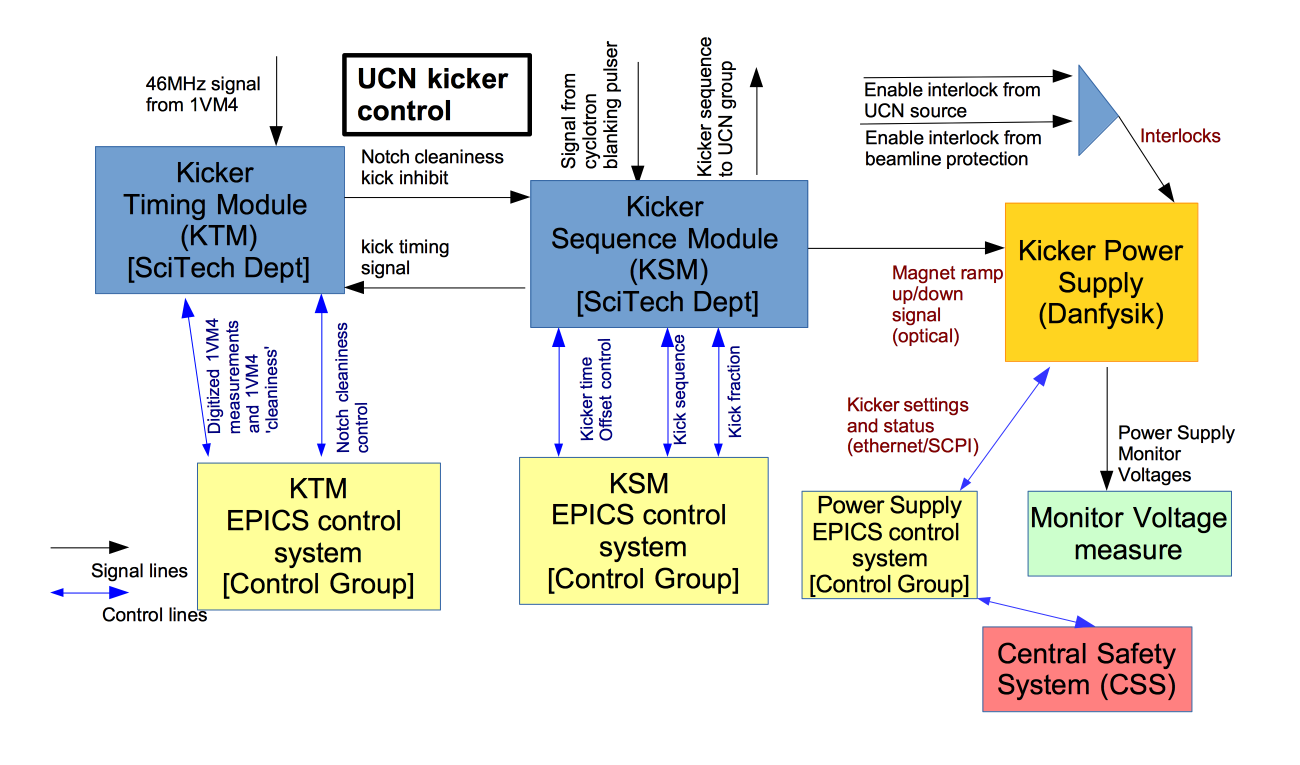 UCN kicker
control
46MHz signal
from 1VM4
Kicker
Timing Module
(KTM)
[SciTech Dept]
Notch cleaniness
kick inhibit
kick timing
signal
Signal from
cyclotron
blanking pulser
Kicker sequence
to UCN group
Kicker
Sequence Module
(KSM)
[SciTech Dept]
Enable interlock from
UCN source
Enable interlock from
beamline protection
Interlocks
Magnet ramp
up/down
signal
(optical)
Kicker Power
Supply
(Danfysik)
Digitized 1VM4
measurements
and 1VM4
'cleaniness'
Notch cleaniness
control
Kicker time
Offset control
Kick sequence
Kick fraction
Kicker settings
and status
(ethernet/SCPI)
Power Supply
Monitor
Voltages
KTM
EPICS control
system
[Control Group]
KSM
EPICS control
system
[Control Group]
Power Supply
EPICS control
system
[Control Group]
Monitor Voltage
measure
Signal lines
Control lines
Central Safety
System (CSS)